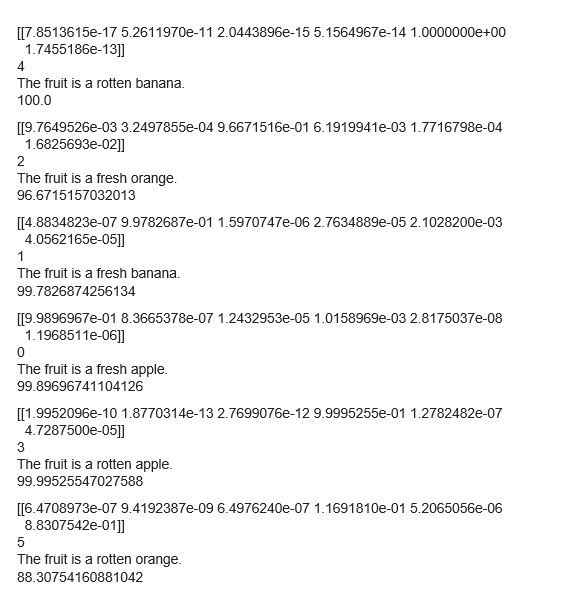 [[7.8513615e-17 5.2611970e-11 2.0443896e-15 5.1564967e-14 1.0000000e+00
1.7455186e-13]]
4
The fruit is a rotten banana.
100.0
[[9.7649526e-03 3.2497855e-04 9.6671516e-01 6.1919941e-03 1.7716798e-04
1.6825693e-02]]
2
The fruit is a fresh orange.
96.6715157032013
[[4.8834823e-07 9.9782687e-01 1.5970747e-06 2.7634889e-05 2.1028200e-03
4.0562165e-05]]
1
The fruit is a fresh banana.
99.7826874256134
[[9.9896967e-01 8.3665378e-07 1.2432953e-05 1.0158969e-03 2.8175037e-08
1.1968511e-06]]
0
The fruit is a fresh apple.
99.89696741104126
[[1.9952096e-10 1.8770314e-13 2.7699076e-12 9.9995255e-01 1.2782482e-07
4.7287500e-05]]
3
The fruit is a rotten apple.
99.99525547027588
[[6.4708973e-07 9.4192387e-09 6.4976240e-07 1.1691810e-01 5.2065056e-06
8.8307542e-01]]
5
The fruit is a rotten orange.
88.30754160881042